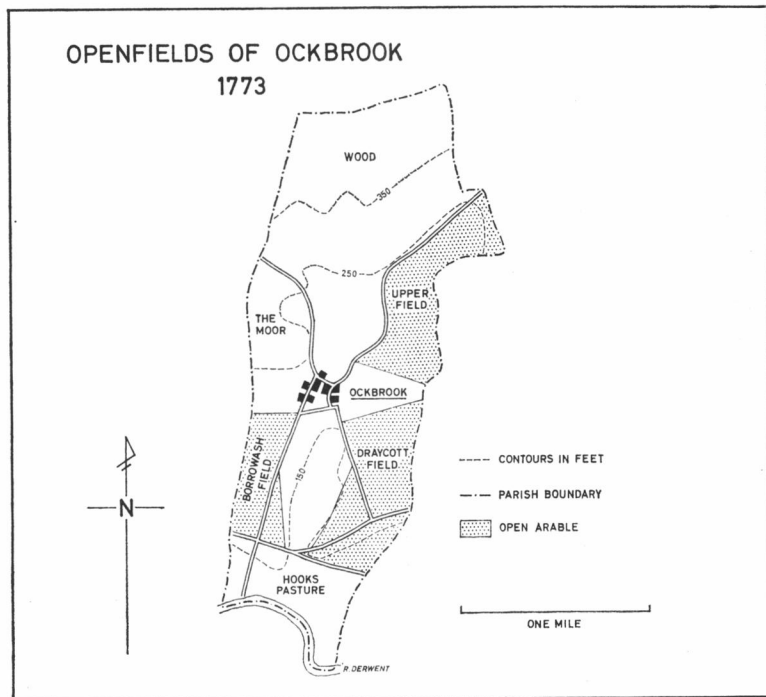 OPENFIELDS OF OCKBROOK
1773
WOOD
350
250
UPPER
FIELD
THE
MOOR
OCKBROOK
BORROWASH
FIELD
150
DRAYCOTT
FIELD
HOOKS
PASTURE
R. DERWENT
N
CONTOURS IN FEET
PARISH BOUNDARY
OPEN ARABLE
ONE MILE